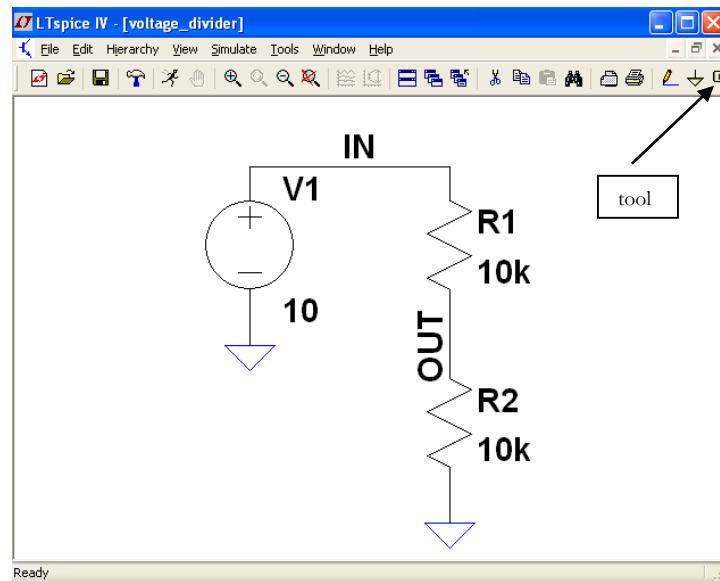 LTspice IV - [voltage_divider]
File Edit Hierarchy View Simulate Tools Window Help
IN
V1
tool
R1
10k
10
OUT
R2
10k
Ready